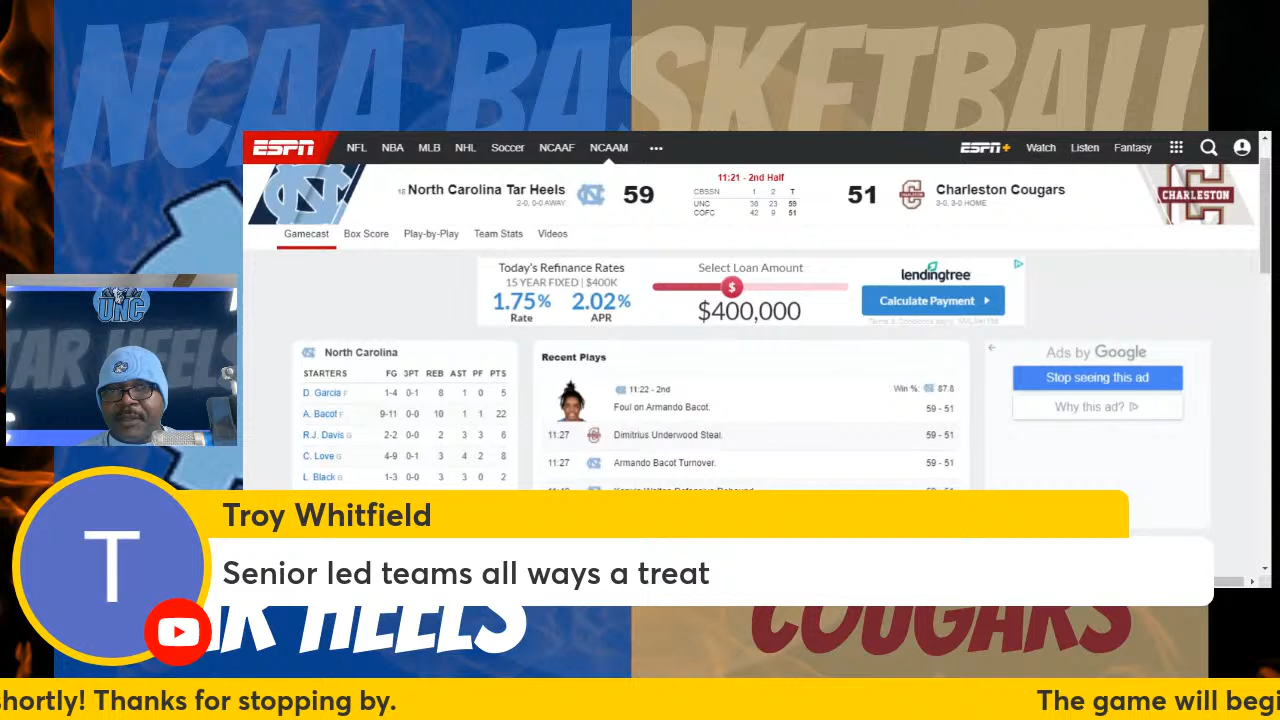 NCAA BASKETBALL
ESPN NFL NBA MLB NHL Soccer NCAAF NCAAM ••• ESPN+ Watch Listen Fantasy
18 North Carolina Tar Heels 59
2-0, 0-0 AWAY
11:21 - 2nd Half
CBSSN 1 2 T
UNC 36 23 59
COFC 42 9 51
51 Charleston Cougars
3-0, 3-0 HOME
CHARLESTON
Gamecast Box Score Play-by-Play Team Stats Videos
Today's Refinance Rates
15 YEAR FIXED | $400K
1.75% 2.02%
Rate APR
Select Loan Amount
$
$400,000
lendingtree
Calculate Payment
North Carolina
STARTERS FG 3PT REB AST PF PTS
D. Garcia F 1-4 0-1 8 1 0 5
A. Bacot F 9-11 0-0 10 1 1 22
R.J. Davis G 2-2 0-0 2 3 3 6
C. Love G 4-9 0-1 3 4 2 8
L. Black G 1-3 0-0 3 3 0 2
Recent Plays
11:22 - 2nd Win % 87.8
Foul on Armando Bacot. 59 - 51
11:27 Dimitrius Underwood Steal. 59 - 51
11:27 Armando Bacot Turnover. 59 - 51
Ads by Google
Stop seeing this ad
Why this ad?
UNC
TAR HEELS
T
Troy Whitfield
Senior led teams all ways a treat
AR HEELS
COUGARS
shortly! Thanks for stopping by. The game will begi